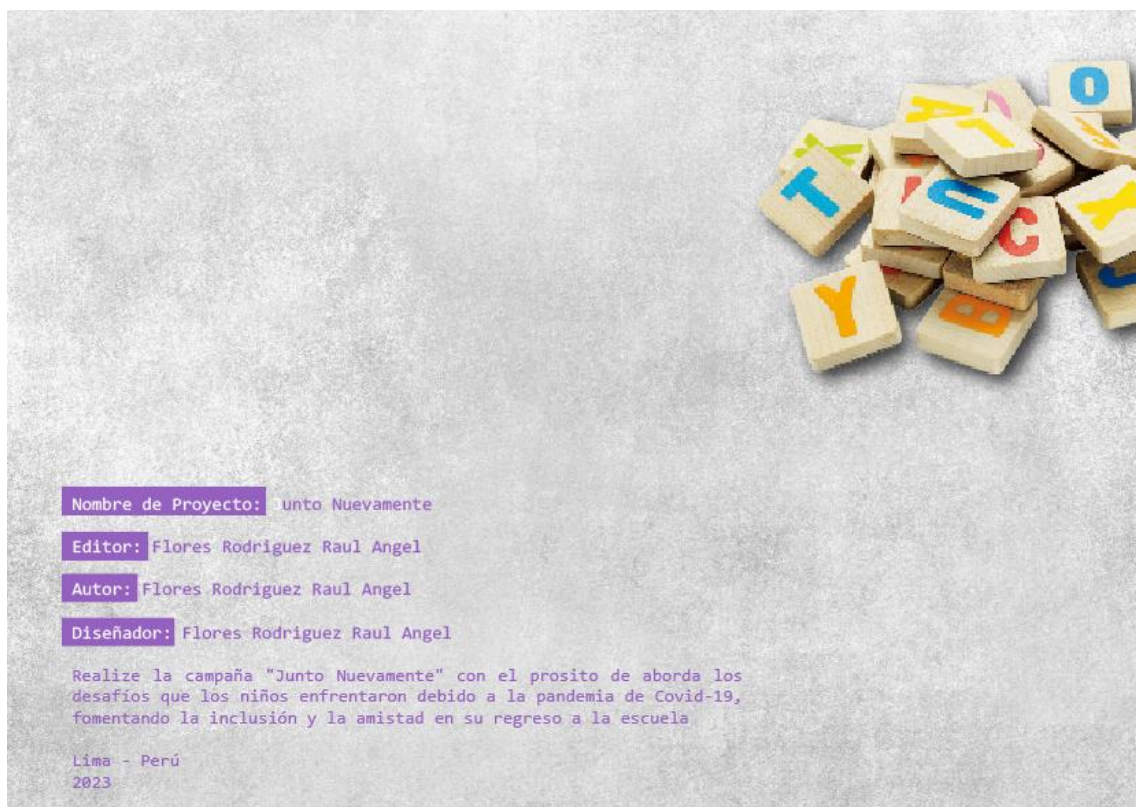 O
T
C
Y
B
Nombre de Proyecto: Junto Nuevamente
Editor: Flores Rodriguez Raul Angel
Autor: Flores Rodriguez Raul Angel
Diseñador: Flores Rodriguez Raul Angel
Realize la campaña "Junto Nuevamente" con el prosito de aborda los
desafíos que los niños enfrentaron debido a la pandemia de Covid-19,
fomentando la inclusión y la amistad en su regreso a la escuela
Lima - Perú
2023